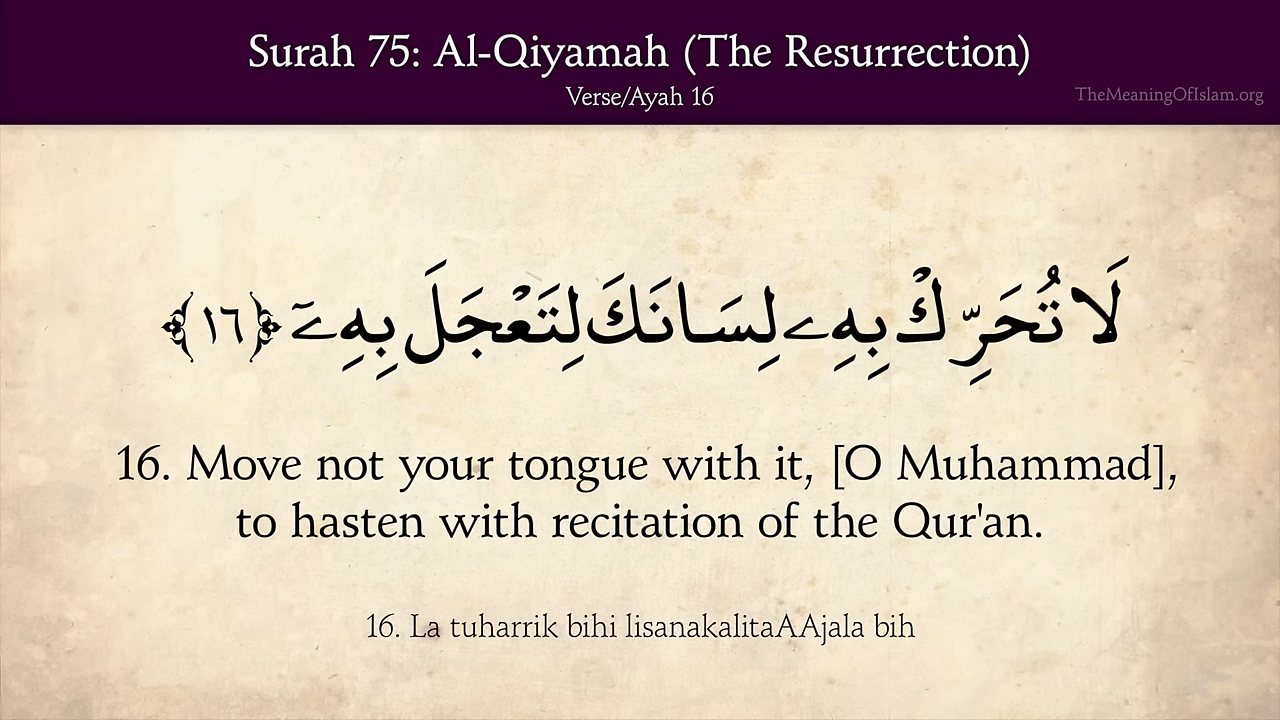 Surah 75: Al-Qiyamah (The Resurrection)
Verse/Ayah 16
TheMeaningOfIslam.org
لَا تُحَرِّكْ بِهِۦ لِسَانَكَ لِتَعْجَلَ بِهِۦٓ ﴿١٦﴾
16. Move not your tongue with it, [O Muhammad],
to hasten with recitation of the Qur'an.
16. La tuharrik bihi lisanakalitaAAjala bih